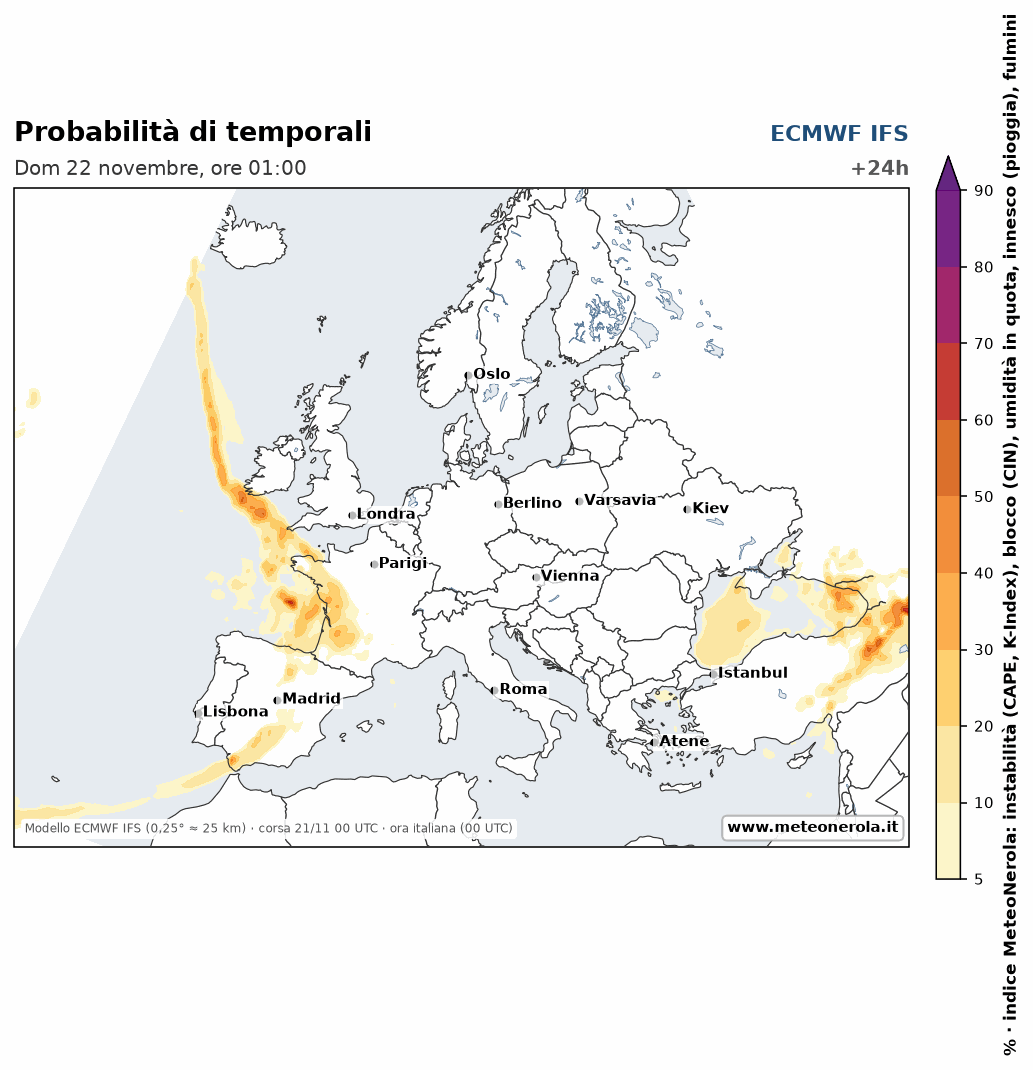 Probabilità di temporali
ECMWF IFS
Dom 22 novembre, ore 01:00
+24h
Oslo
Berlino
Varsavia
Londra
Kiev
Parigi
Vienna
Istanbul
Roma
Madrid
Lisbona
Atene
Modello ECMWF IFS (0,25° ≈ 25 km) · corsa 21/11 00 UTC · ora italiana (00 UTC)
www.meteonerola.it
90
80
70
60
50
40
30
20
10
5
% · indice MeteoNerola: instabilità (CAPE, K-Index), blocco (CIN), umidità in quota, innesco (pioggia), fulmini